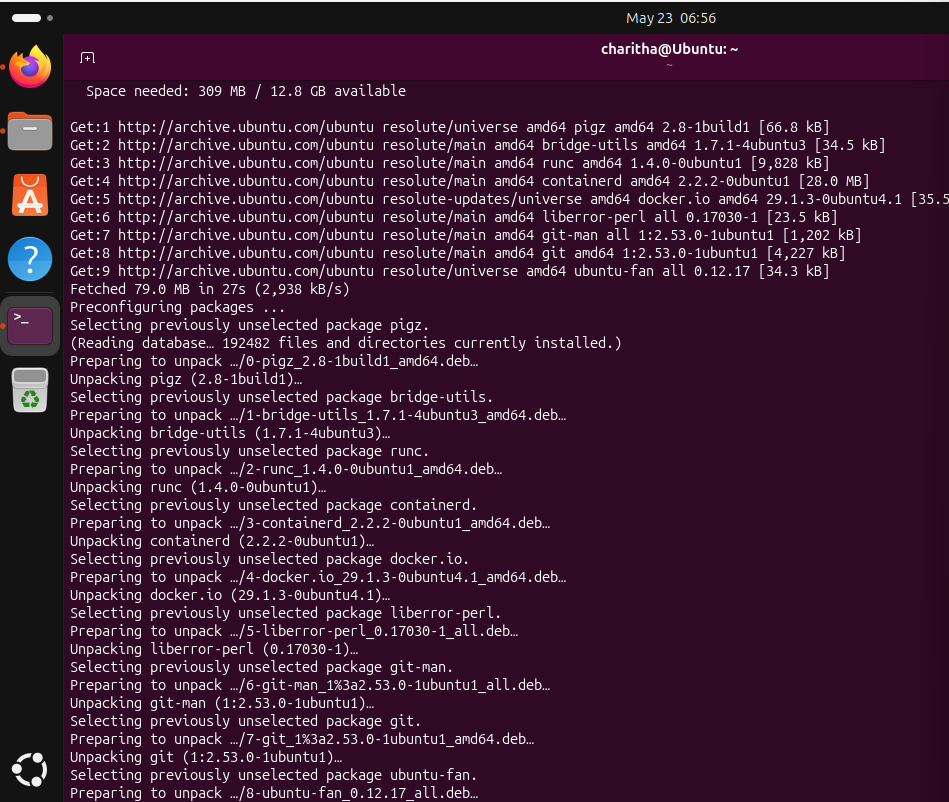 May 23 06:56
charitha@Ubuntu: ~
~
Space needed: 309 MB / 12.8 GB available
Get:1 http://archive.ubuntu.com/ubuntu resolute/universe amd64 pigz amd64 2.8-1build1 [66.8 kB]
Get:2 http://archive.ubuntu.com/ubuntu resolute/main amd64 bridge-utils amd64 1.7.1-4ubuntu3 [34.5 kB]
Get:3 http://archive.ubuntu.com/ubuntu resolute/main amd64 runc amd64 1.4.0-0ubuntu1 [9,828 kB]
Get:4 http://archive.ubuntu.com/ubuntu resolute/main amd64 containerd amd64 2.2.2-0ubuntu1 [28.0 MB]
Get:5 http://archive.ubuntu.com/ubuntu resolute-updates/universe amd64 docker.io amd64 29.1.3-0ubuntu4.1 [35.5
Get:6 http://archive.ubuntu.com/ubuntu resolute/main amd64 liberror-perl all 0.17030-1 [23.5 kB]
Get:7 http://archive.ubuntu.com/ubuntu resolute/main amd64 git-man all 1:2.53.0-1ubuntu1 [1,202 kB]
Get:8 http://archive.ubuntu.com/ubuntu resolute/main amd64 git amd64 1:2.53.0-1ubuntu1 [4,227 kB]
Get:9 http://archive.ubuntu.com/ubuntu resolute/universe amd64 ubuntu-fan all 0.12.17 [34.3 kB]
Fetched 79.0 MB in 27s (2,938 kB/s)
Preconfiguring packages ...
Selecting previously unselected package pigz.
(Reading database… 192482 files and directories currently installed.)
Preparing to unpack …/0-pigz_2.8-1build1_amd64.deb…
Unpacking pigz (2.8-1build1)…
Selecting previously unselected package bridge-utils.
Preparing to unpack …/1-bridge-utils_1.7.1-4ubuntu3_amd64.deb…
Unpacking bridge-utils (1.7.1-4ubuntu3)…
Selecting previously unselected package runc.
Preparing to unpack …/2-runc_1.4.0-0ubuntu1_amd64.deb…
Unpacking runc (1.4.0-0ubuntu1)…
Selecting previously unselected package containerd.
Preparing to unpack …/3-containerd_2.2.2-0ubuntu1_amd64.deb…
Unpacking containerd (2.2.2-0ubuntu1)…
Selecting previously unselected package docker.io.
Preparing to unpack …/4-docker.io_29.1.3-0ubuntu4.1_amd64.deb…
Unpacking docker.io (29.1.3-0ubuntu4.1)…
Selecting previously unselected package liberror-perl.
Preparing to unpack …/5-liberror-perl_0.17030-1_all.deb…
Unpacking liberror-perl (0.17030-1)…
Selecting previously unselected package git-man.
Preparing to unpack …/6-git-man_1%3a2.53.0-1ubuntu1_all.deb…
Unpacking git-man (1:2.53.0-1ubuntu1)…
Selecting previously unselected package git.
Preparing to unpack …/7-git_1%3a2.53.0-1ubuntu1_amd64.deb…
Unpacking git (1:2.53.0-1ubuntu1)…
Selecting previously unselected package ubuntu-fan.
Preparing to unpack …/8-ubuntu-fan_0.12.17_all.deb…